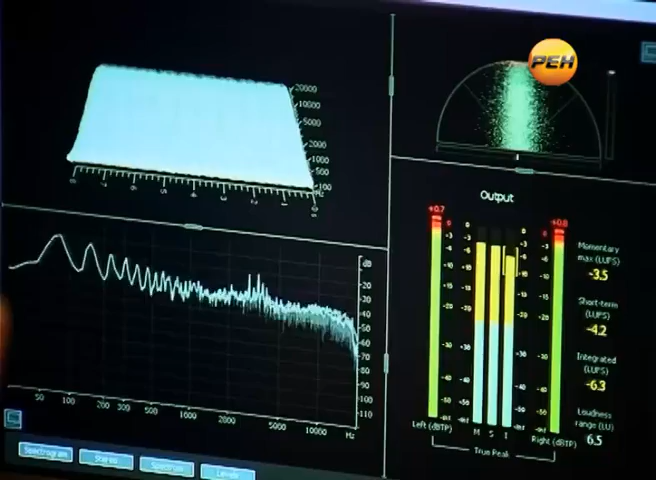 РЕН
20000
10000
5000
2000
1000
500
100
Hz
Output
+0.7
+0.8
Momentary
max (LUFS)
-3.5
Short-term
(LUFS)
-4.2
Integrated
(LUFS)
-6.3
Loudness
range (LU)
6.5
Left (dBTP)
M S I
Right (dBTP)
True Peak
dB
-20
-30
-40
-50
-60
-70
-80
-90
-100
-110
50
100
200
300
500
1000
2000
5000
10000
Hz
Spectrogram
Stereo
Spectrum
Levels